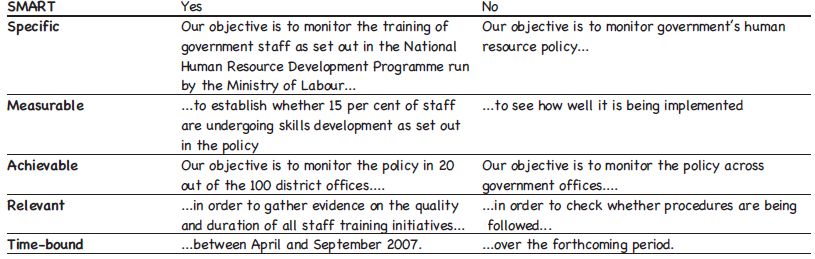 SMART Yes No
Specific Our objective is to monitor the training of Our objective is to monitor government's human
government staff as set out in the National resource policy...
Human Resource Development Programme run
by the Ministry of Labour...
Measurable ...to establish whether 15 per cent of staff ...to see how well it is being implemented
are undergoing skills development as set out
in the policy
Achievable Our objective is to monitor the policy in 20 Our objective is to monitor the policy across
out of the 100 district offices.... government offices....
Relevant ...in order to gather evidence on the quality ...in order to check whether procedures are being
and duration of all staff training initiatives... followed...
Time-bound ...between April and September 2007. ...over the forthcoming period.